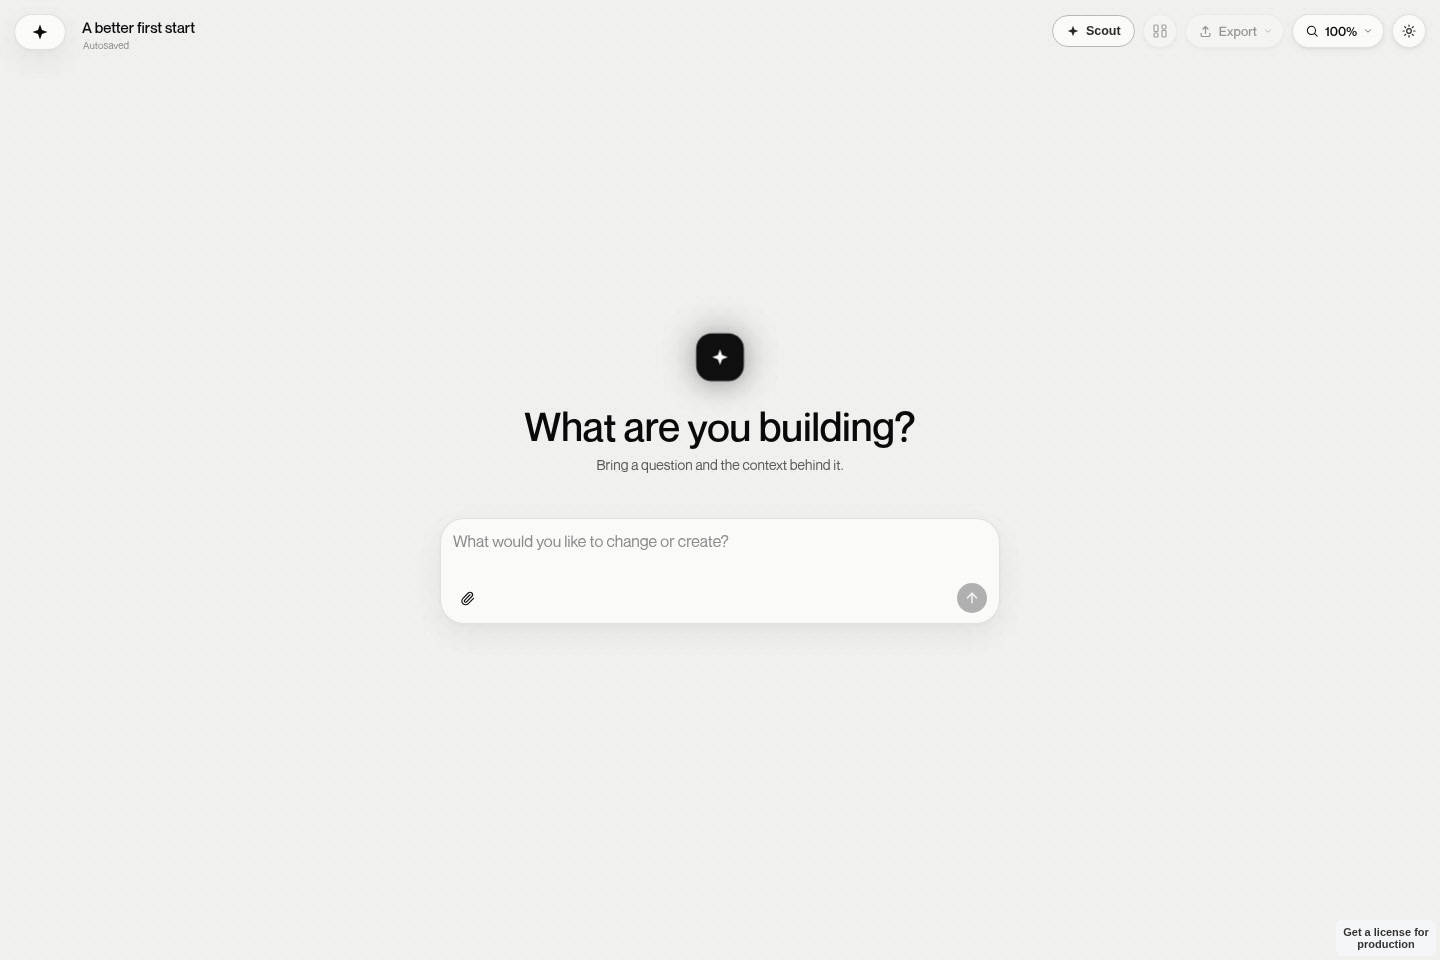 A better first start
Autosaved
Scout
Export
100%
What are you building?
Bring a question and the context behind it.
What would you like to change or create?
Get a license for
production